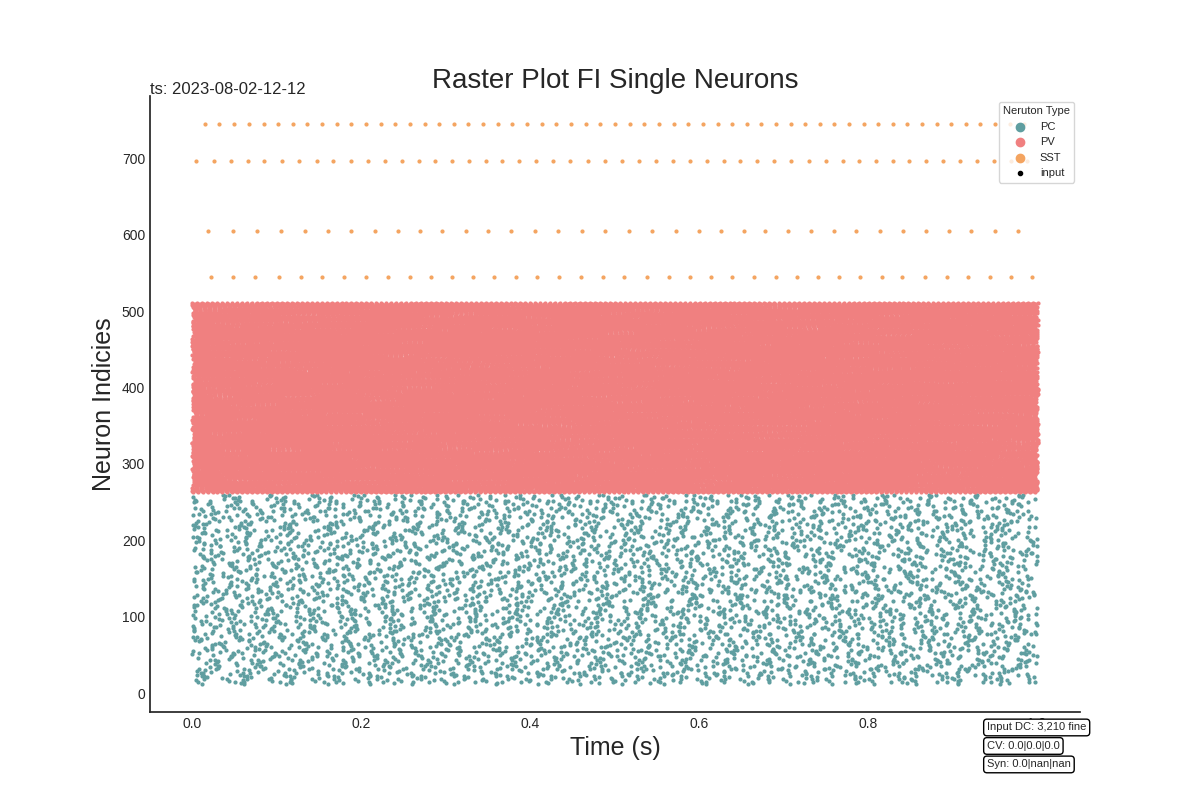 Raster Plot FI Single Neurons
ts: 2023-08-02-12-12
Neruton Type
PC
PV
SST
input
700
600
500
400
300
200
100
0
Neuron Indicies
0.0 0.2 0.4 0.6 0.8
Time (s)
Input DC: 3,210 fine
CV: 0.0|0.0|0.0
Syn: 0.0|nan|nan